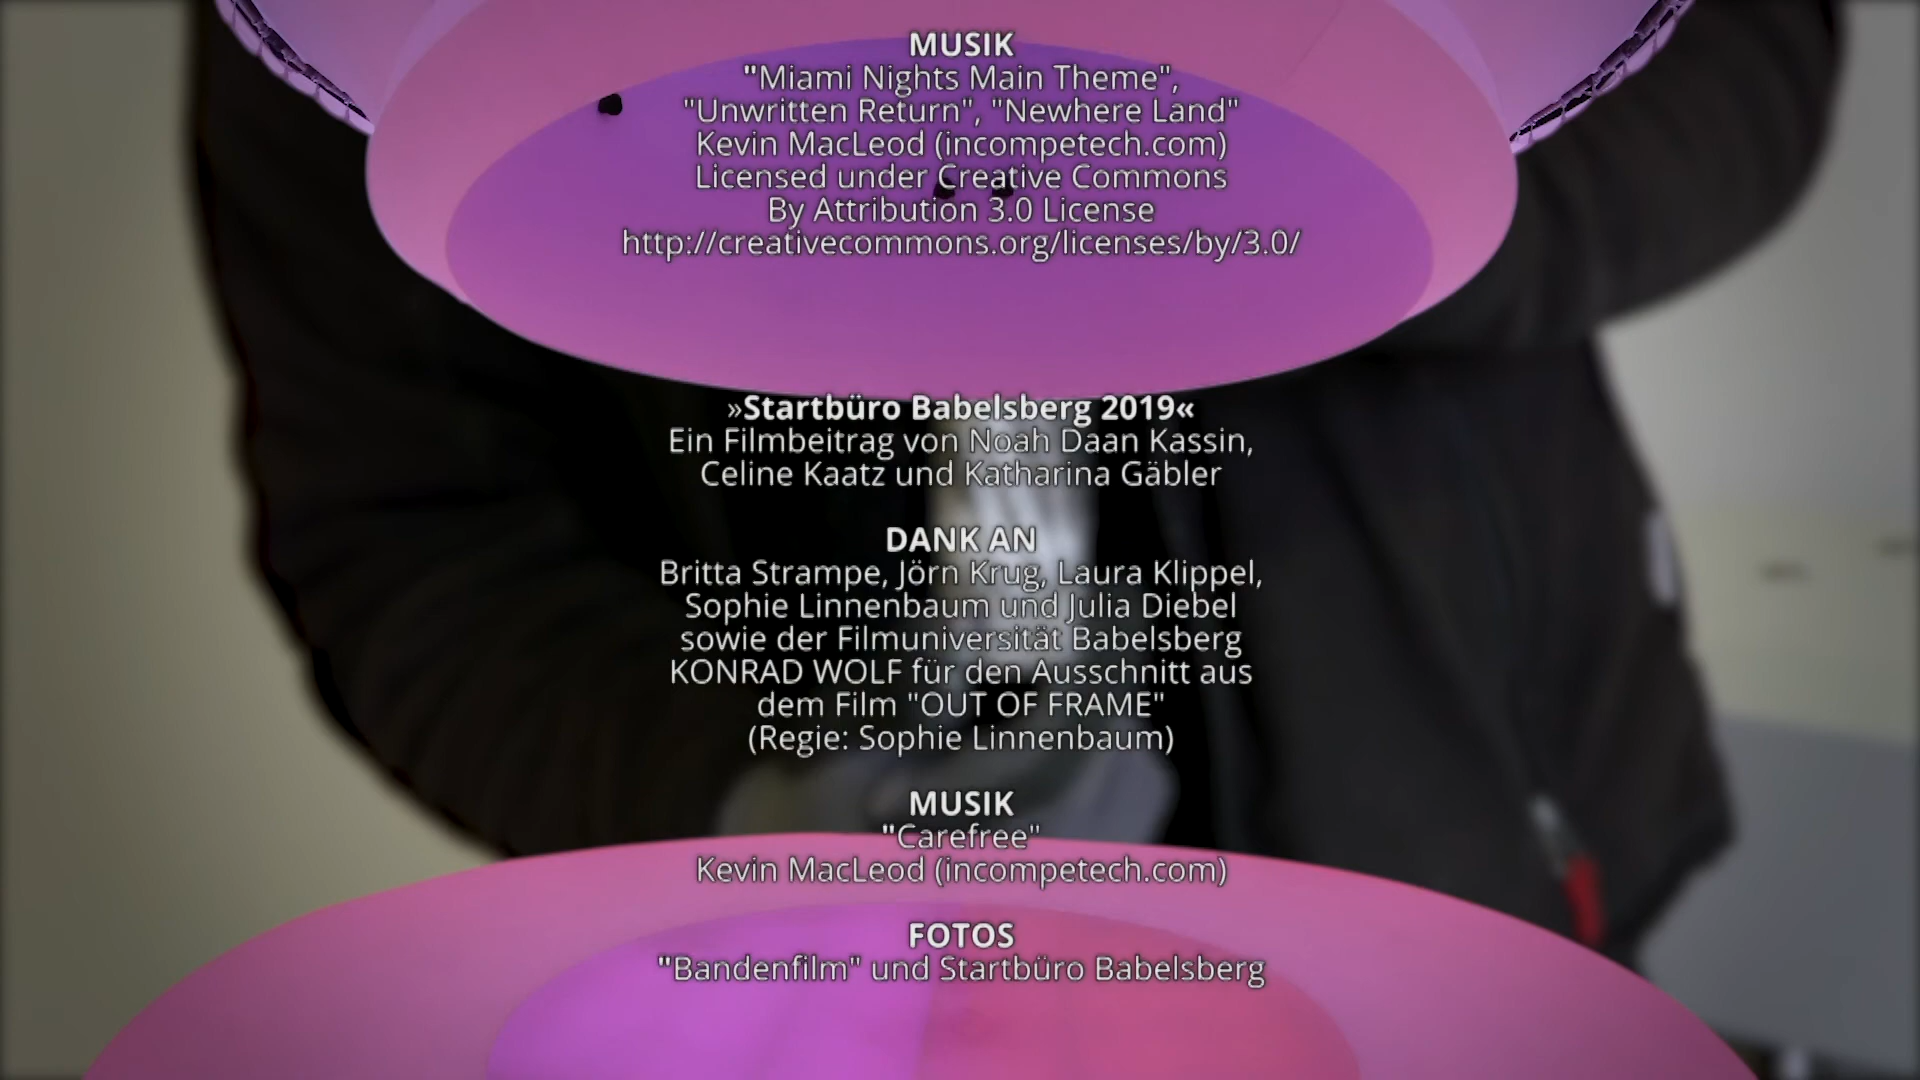 MUSIK
"Miami Nights Main Theme",
"Unwritten Return", "Newhere Land"
Kevin MacLeod (incompetech.com)
Licensed under Creative Commons
By Attribution 3.0 License
http://creativecommons.org/licenses/by/3.0/
»Startbüro Babelsberg 2019«
Ein Filmbeitrag von Noah Daan Kassin,
Celine Kaatz und Katharina Gäbler
DANK AN
Britta Strampe, Jörn Krug, Laura Klippel,
Sophie Linnenbaum und Julia Diebel
sowie der Filmuniversität Babelsberg
KONRAD WOLF für den Ausschnitt aus
dem Film "OUT OF FRAME"
(Regie: Sophie Linnenbaum)
MUSIK
"Carefree"
Kevin MacLeod (incompetech.com)
FOTOS
"Bandenfilm" und Startbüro Babelsberg